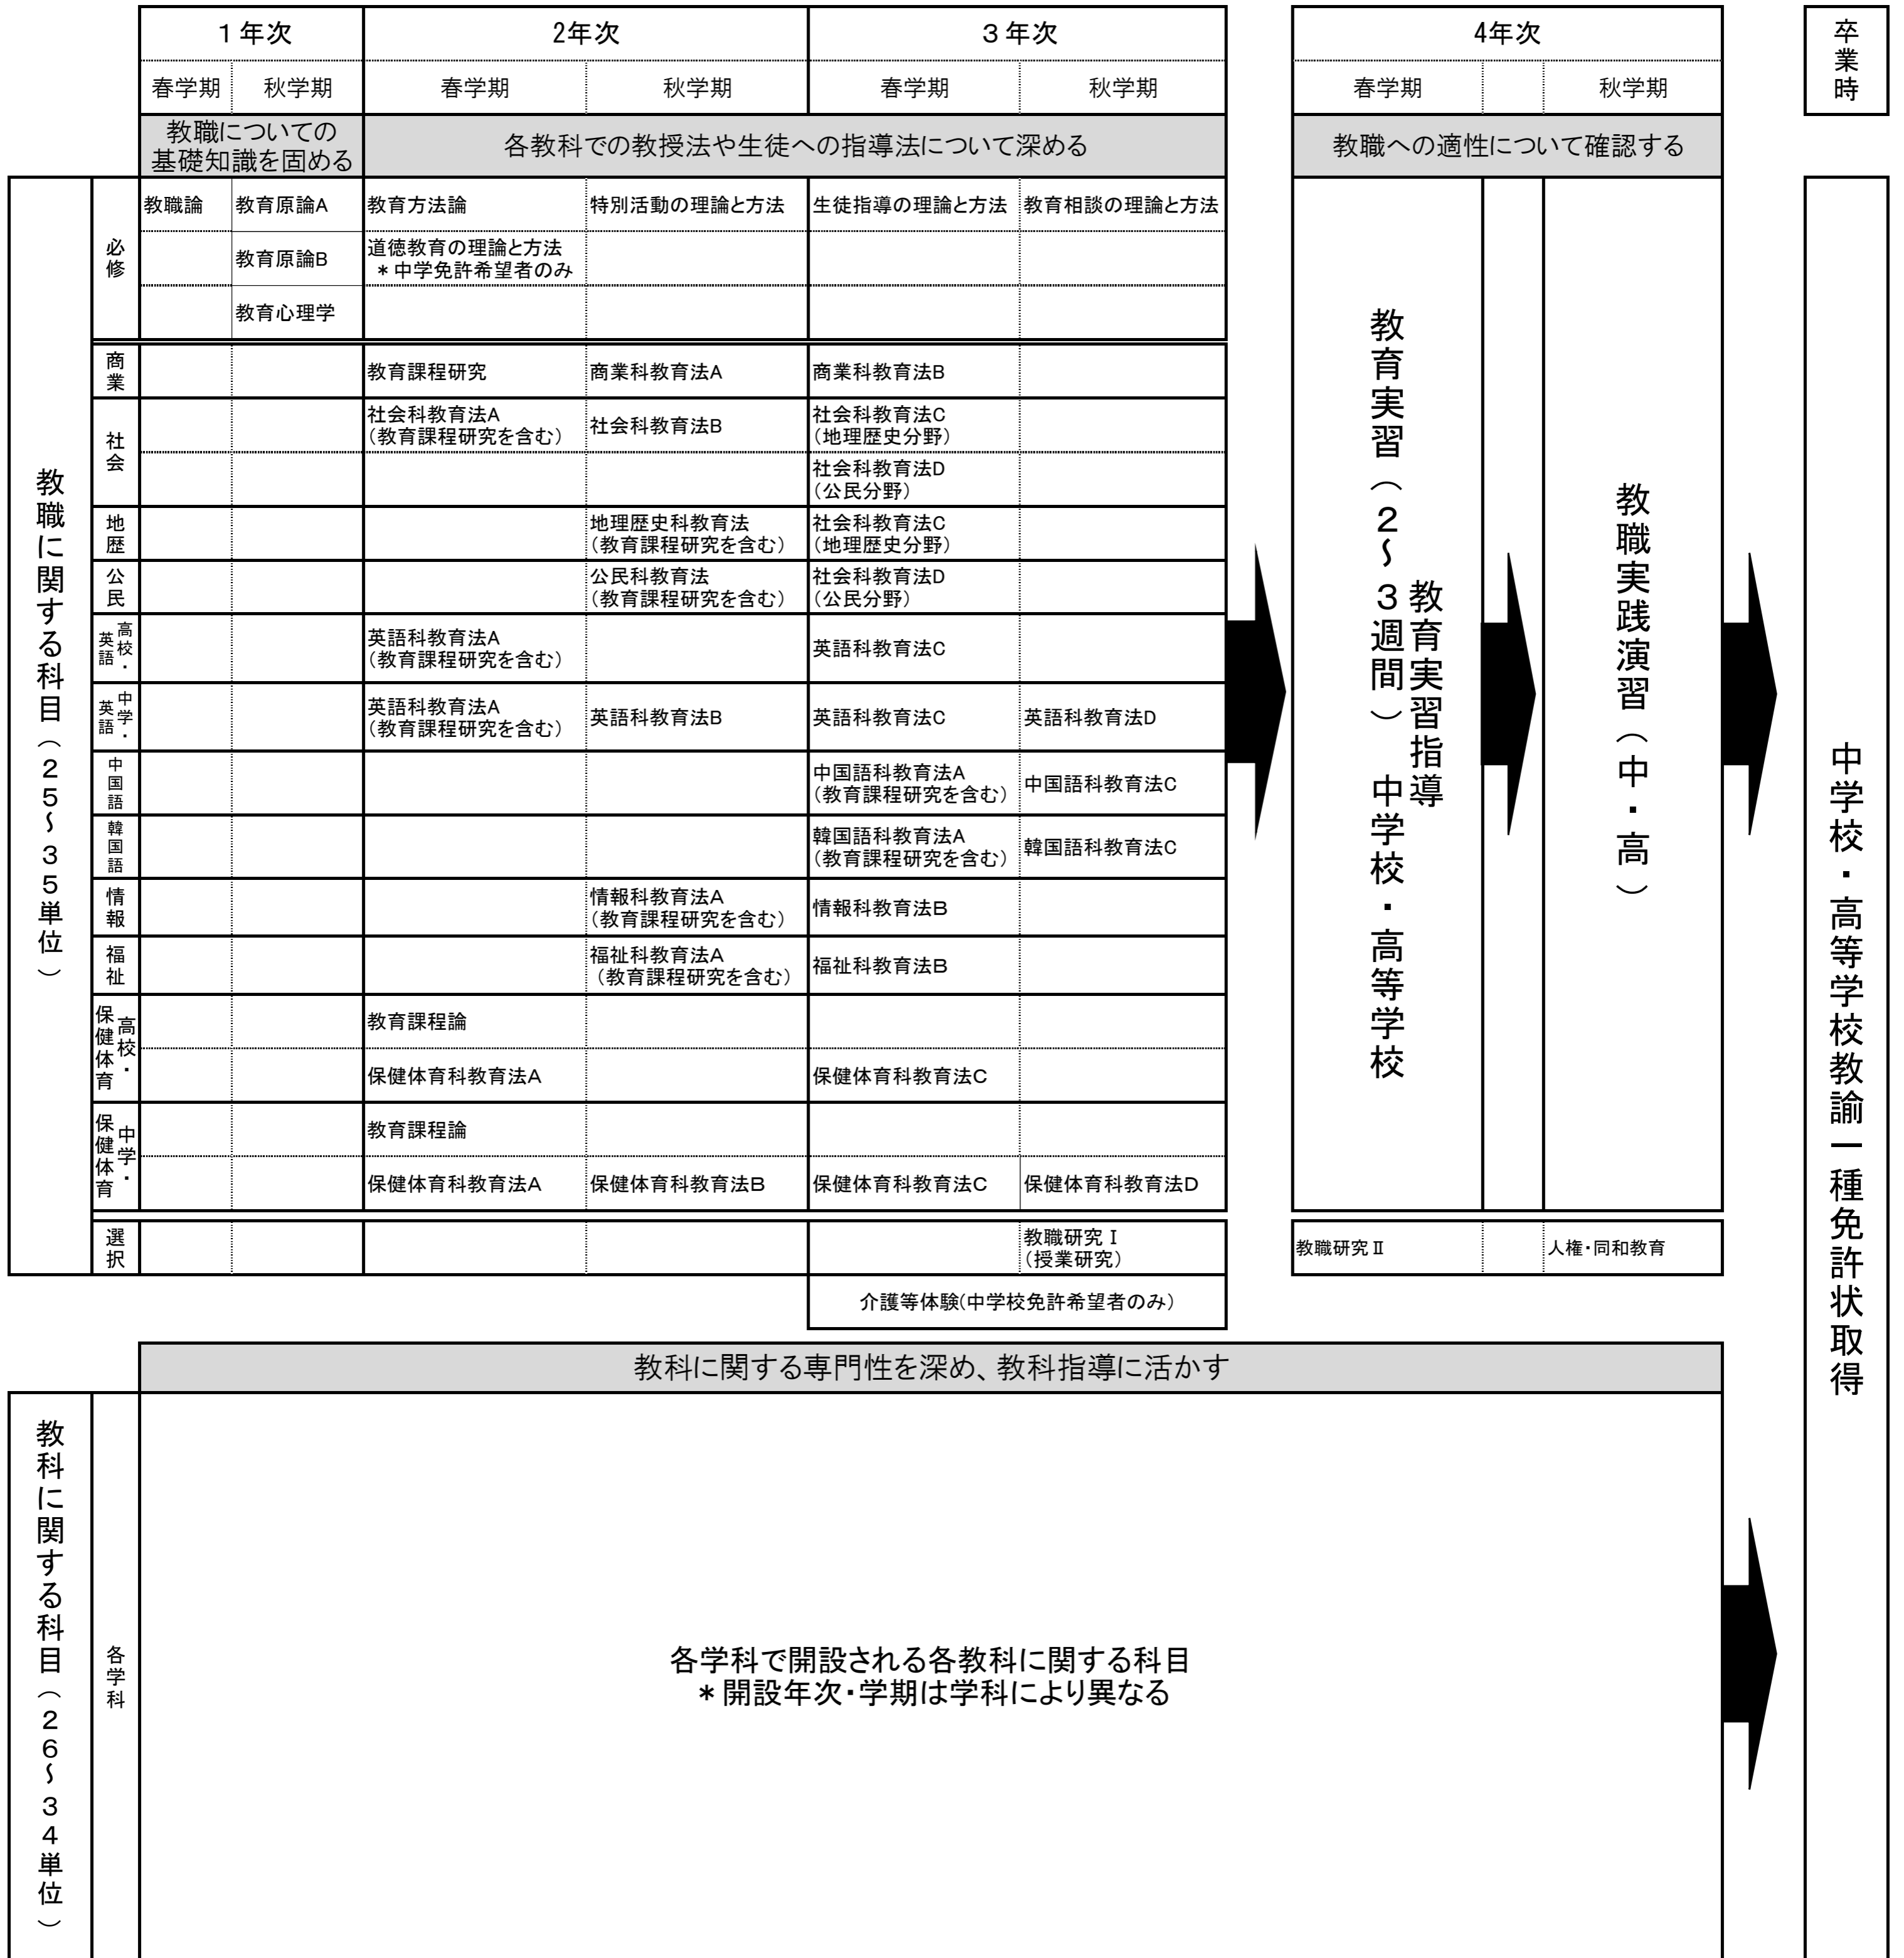 １年次
2年次
３年次
4年次
卒業時
春学期
秋学期
春学期
秋学期
春学期
秋学期
春学期
秋学期
教職についての
基礎知識を固める
各教科での教授法や生徒への指導法について深める
教職への適性について確認する
教職に関する科目（２５～３５単位）
必修
教職論
教育原論A
教育方法論
特別活動の理論と方法
生徒指導の理論と方法
教育相談の理論と方法
教育原論B
道徳教育の理論と方法
＊中学免許希望者のみ
教育心理学
商業
教育課程研究
商業科教育法A
商業科教育法B
社会
社会科教育法A
（教育課程研究を含む）
社会科教育法B
社会科教育法C
（地理歴史分野）
社会科教育法D
（公民分野）
地歴
地理歴史科教育法
（教育課程研究を含む）
社会科教育法C
（地理歴史分野）
公民
公民科教育法
（教育課程研究を含む）
社会科教育法D
（公民分野）
高校・
英語
英語科教育法A
（教育課程研究を含む）
英語科教育法C
中学・
英語
英語科教育法A
（教育課程研究を含む）
英語科教育法B
英語科教育法C
英語科教育法D
中国語
中国語科教育法A
（教育課程研究を含む）
中国語科教育法C
韓国語
韓国語科教育法A
（教育課程研究を含む）
韓国語科教育法C
情報
情報科教育法A
（教育課程研究を含む）
情報科教育法B
福祉
福祉科教育法A
（教育課程研究を含む）
福祉科教育法B
高校・
保健体育
教育課程論
保健体育科教育法A
保健体育科教育法C
中学・
保健体育
教育課程論
保健体育科教育法A
保健体育科教育法B
保健体育科教育法C
保健体育科教育法D
選択
教職研究Ⅰ
（授業研究）
教職研究Ⅱ
人権・同和教育
介護等体験(中学校免許希望者のみ）
教育実習指導
教育実習（２～３週間）　中学校・高等学校
教職実践演習（中・高）
中学校・高等学校教諭一種免許状取得
教科に関する専門性を深め、教科指導に活かす
教科に関する科目（２６～３４単位）
各学科
各学科で開設される各教科に関する科目
＊開設年次・学期は学科により異なる